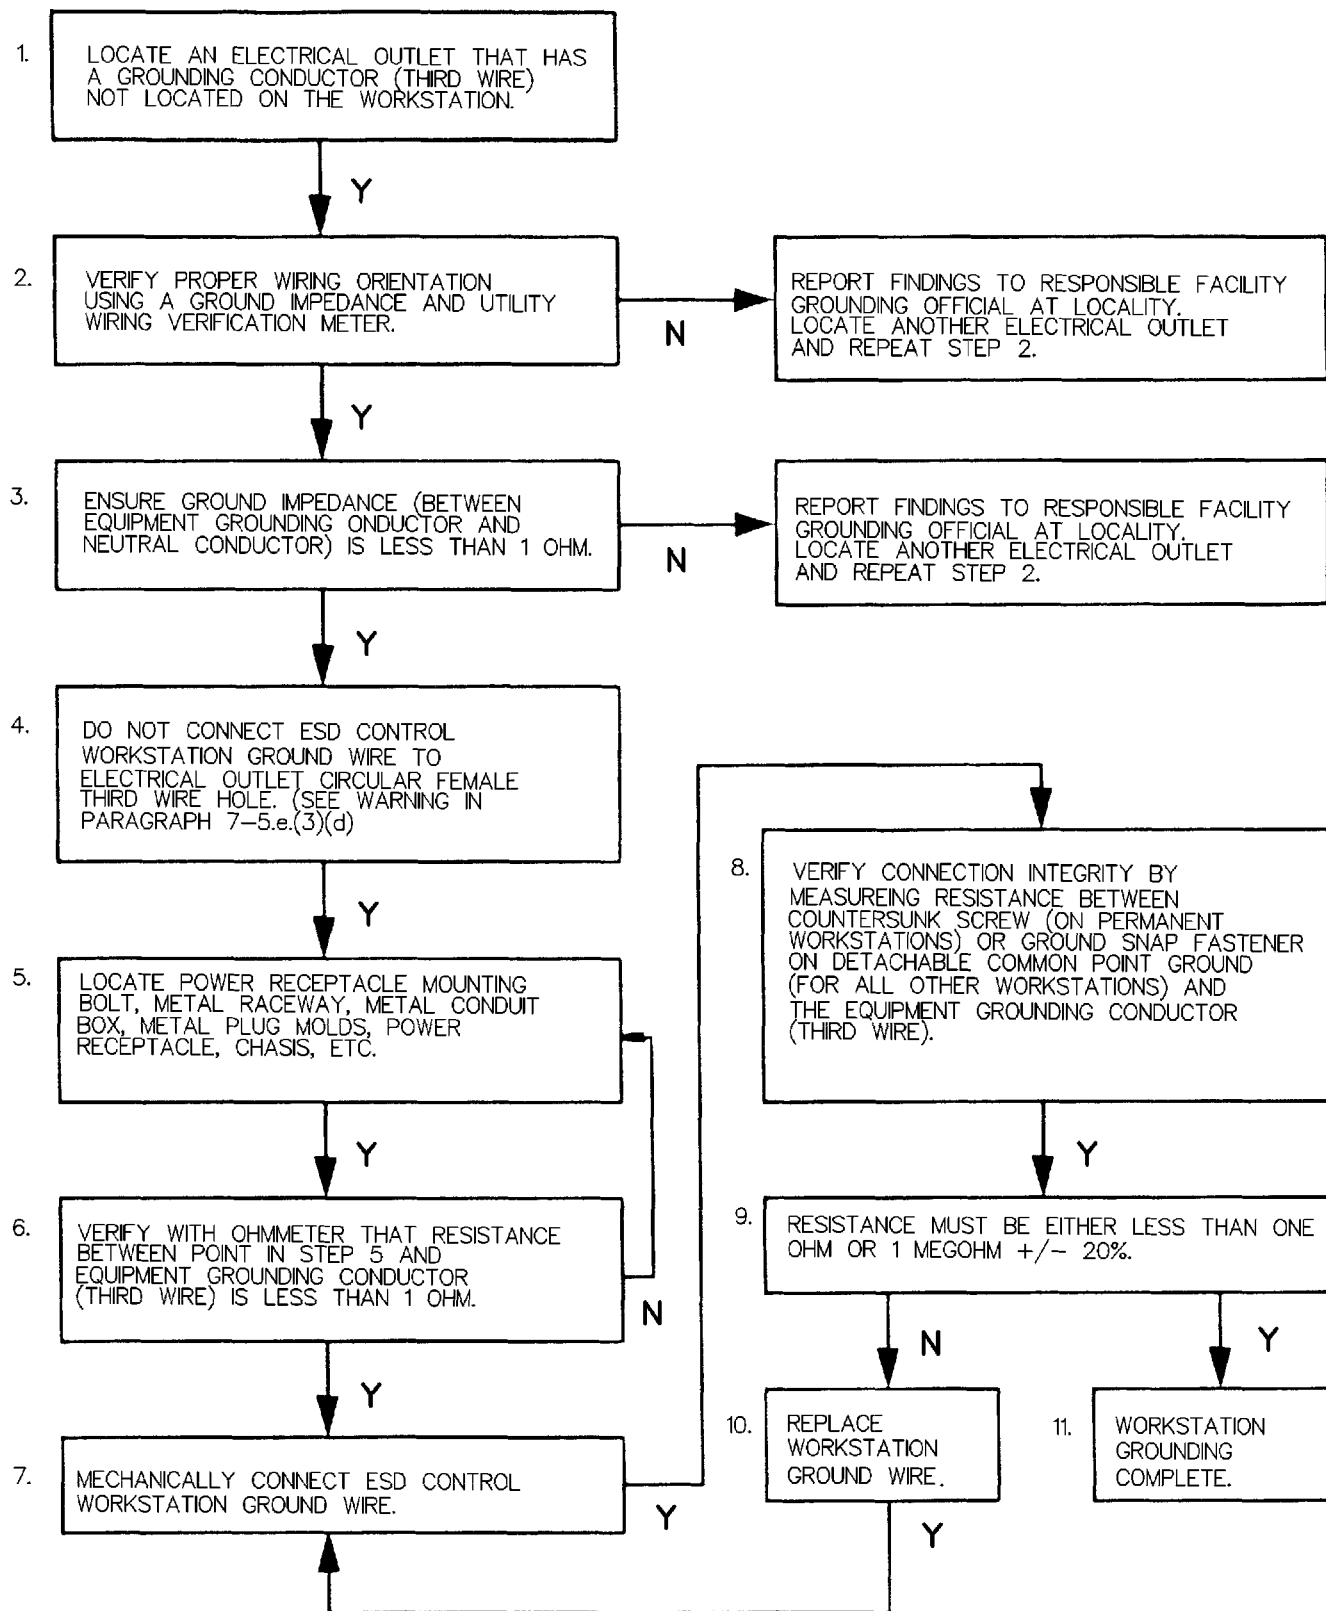 1.
LOCATE AN ELECTRICAL OUTLET THAT HAS
A GROUNDING CONDUCTOR (THIRD WIRE)
NOT LOCATED ON THE WORKSTATION.
Y
2.
VERIFY PROPER WIRING ORIENTATION
USING A GROUND IMPEDANCE AND UTILITY
WIRING VERIFICATION METER.
N
REPORT FINDINGS TO RESPONSIBLE FACILITY
GROUNDING OFFICIAL AT LOCALITY.
LOCATE ANOTHER ELECTRICAL OUTLET
AND REPEAT STEP 2.
Y
3.
ENSURE GROUND IMPEDANCE (BETWEEN
EQUIPMENT GROUNDING ONDUCTOR AND
NEUTRAL CONDUCTOR) IS LESS THAN 1 OHM.
N
REPORT FINDINGS TO RESPONSIBLE FACILITY
GROUNDING OFFICIAL AT LOCALITY.
LOCATE ANOTHER ELECTRICAL OUTLET
AND REPEAT STEP 2.
Y
4.
DO NOT CONNECT ESD CONTROL
WORKSTATION GROUND WIRE TO
ELECTRICAL OUTLET CIRCULAR FEMALE
THIRD WIRE HOLE. (SEE WARNING IN
PARAGRAPH 7-5.e.(3)(d)
Y
5.
LOCATE POWER RECEPTACLE MOUNTING
BOLT, METAL RACEWAY, METAL CONDUIT
BOX, METAL PLUG MOLDS, POWER
RECEPTACLE, CHASIS, ETC.
Y
6.
VERIFY WITH OHMMETER THAT RESISTANCE
BETWEEN POINT IN STEP 5 AND
EQUIPMENT GROUNDING CONDUCTOR
(THIRD WIRE) IS LESS THAN 1 OHM.
N
Y
7.
MECHANICALLY CONNECT ESD CONTROL
WORKSTATION GROUND WIRE.
Y
8.
VERIFY CONNECTION INTEGRITY BY
MEASUREING RESISTANCE BETWEEN
COUNTERSUNK SCREW (ON PERMANENT
WORKSTATIONS) OR GROUND SNAP FASTENER
ON DETACHABLE COMMON POINT GROUND
(FOR ALL OTHER WORKSTATIONS) AND
THE EQUIPMENT GROUNDING CONDUCTOR
(THIRD WIRE).
Y
9.
RESISTANCE MUST BE EITHER LESS THAN ONE
OHM OR 1 MEGOHM +/- 20%.
N
Y
10.
REPLACE
WORKSTATION
GROUND WIRE.
Y
11.
WORKSTATION
GROUNDING
COMPLETE.